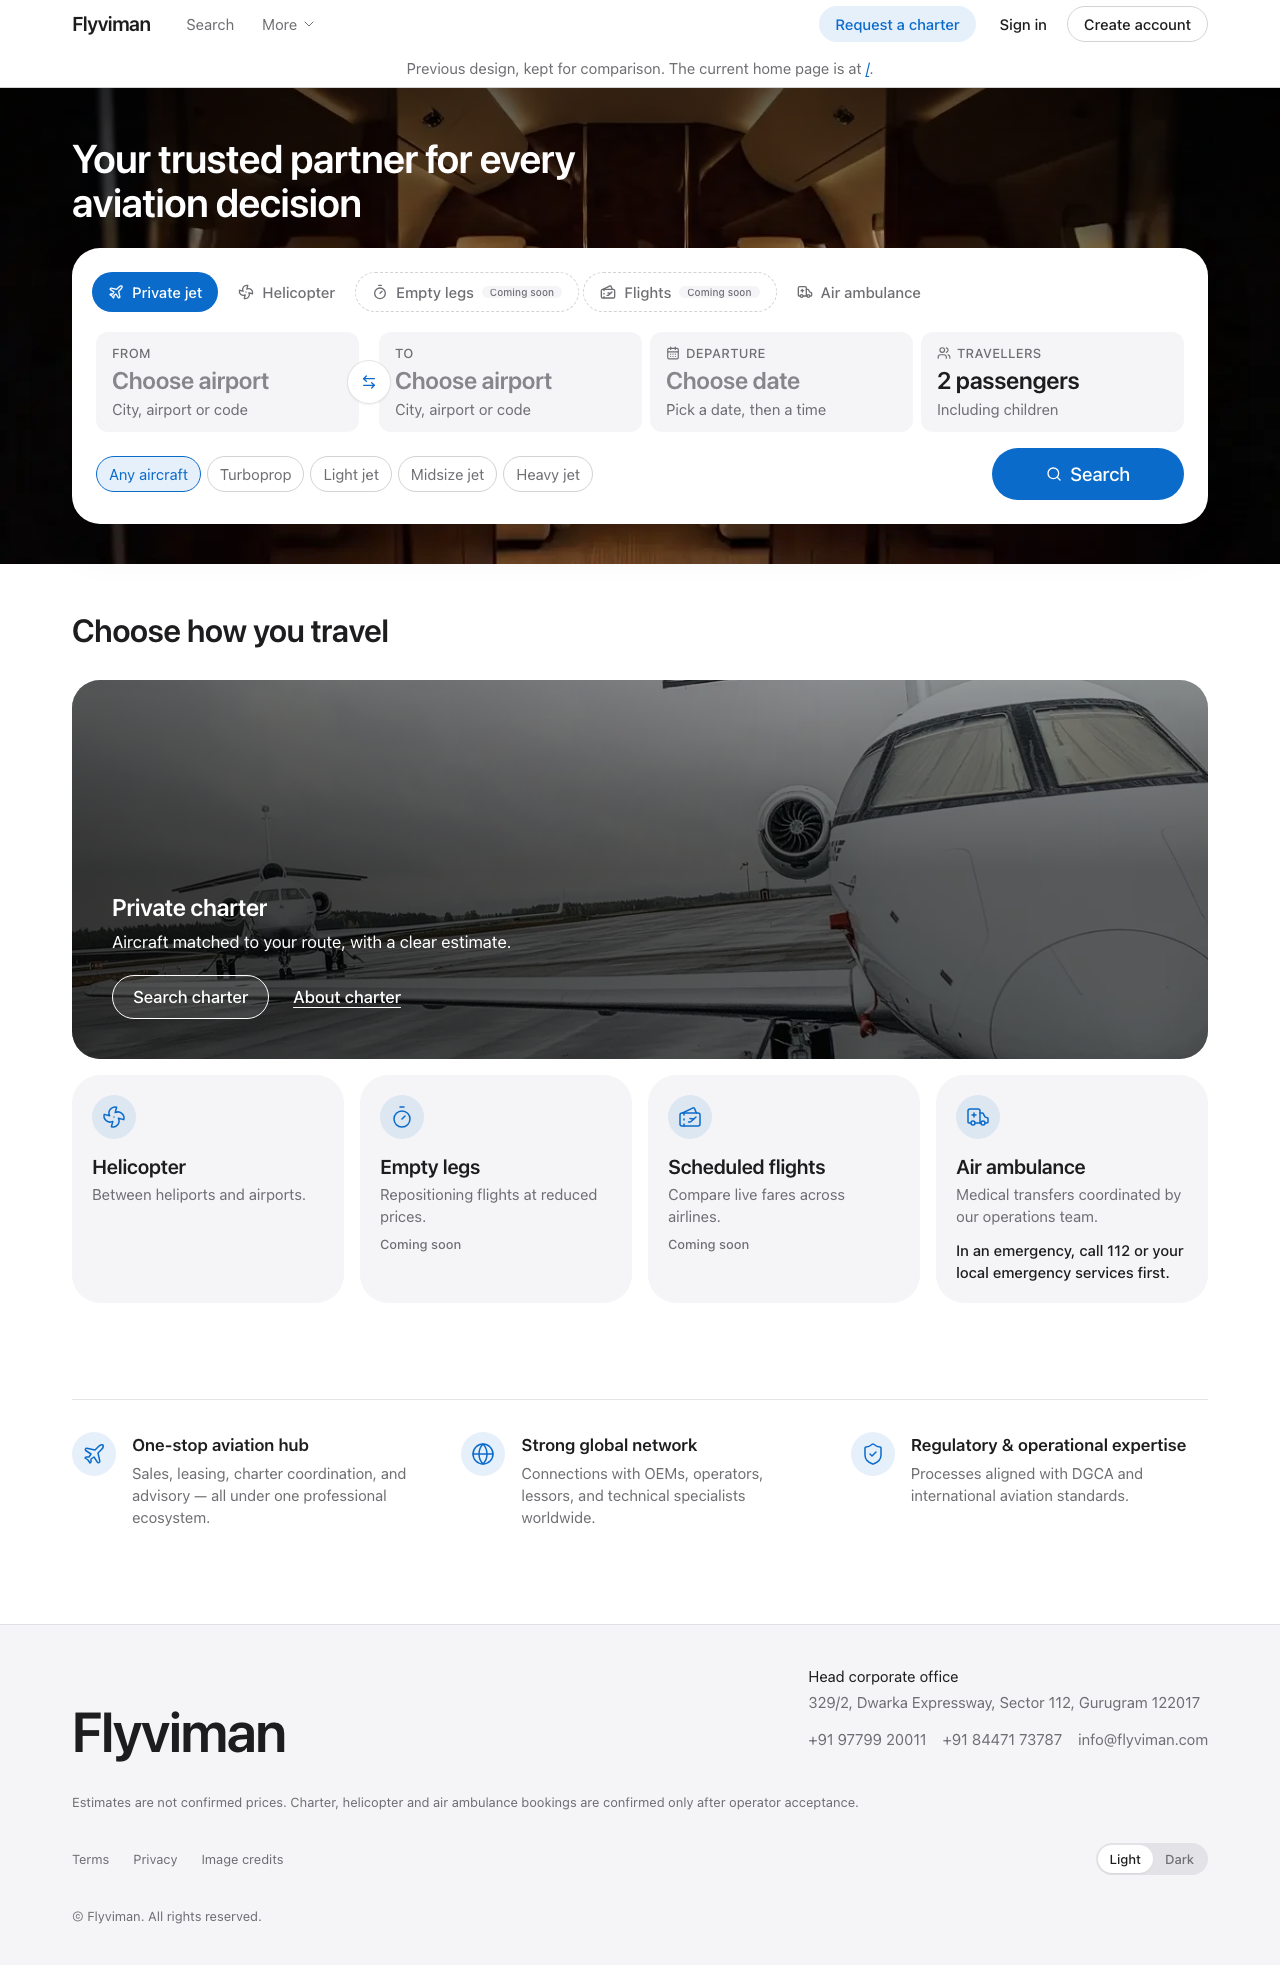 Flyviman
Search
More
Request a charter
Sign in
Create account
Previous design, kept for comparison. The current home page is at /.
Your trusted partner for every
aviation decision
Private jet
Helicopter
Empty legs Coming soon
Flights Coming soon
Air ambulance
FROM
Choose airport
City, airport or code
TO
Choose airport
City, airport or code
DEPARTURE
Choose date
Pick a date, then a time
TRAVELLERS
2 passengers
Including children
Any aircraft
Turboprop
Light jet
Midsize jet
Heavy jet
Search
Choose how you travel
Private charter
Aircraft matched to your route, with a clear estimate.
Search charter
About charter
Helicopter
Between heliports and airports.
Empty legs
Repositioning flights at reduced
prices.
Coming soon
Scheduled flights
Compare live fares across
airlines.
Coming soon
Air ambulance
Medical transfers coordinated by
our operations team.
In an emergency, call 112 or your
local emergency services first.
One-stop aviation hub
Sales, leasing, charter coordination, and
advisory — all under one professional
ecosystem.
Strong global network
Connections with OEMs, operators,
lessors, and technical specialists
worldwide.
Regulatory & operational expertise
Processes aligned with DGCA and
international aviation standards.
Flyviman
Head corporate office
329/2, Dwarka Expressway, Sector 112, Gurugram 122017
+91 97799 20011
+91 84471 73787
info@flyviman.com
Estimates are not confirmed prices. Charter, helicopter and air ambulance bookings are confirmed only after operator acceptance.
Terms
Privacy
Image credits
Light
Dark
© Flyviman. All rights reserved.